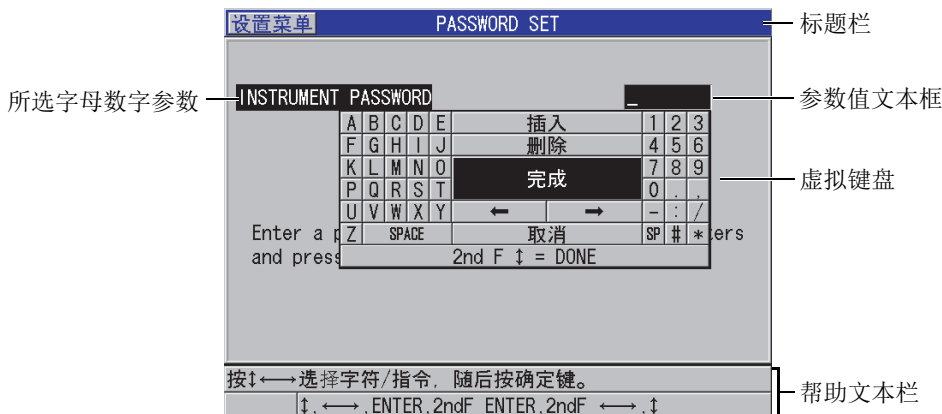 设置菜单 PASSWORD SET
标题栏
所选字母数字参数
INSTRUMENT PASSWORD _
参数值文本框
A B C D E 插入 1 2 3
F G H I J 删除 4 5 6
K L M N O 完成 7 8 9
P Q R S T 0 . ,
虚拟键盘
U V W X Y ← → - : /
Enter a p Z SPACE 取消 SP # * ters
and press 2nd F ↕ = DONE
按↕←→选择字符/指令, 随后按确定键。
↕,←→,ENTER,2ndF ENTER,2ndF ←→,↕
帮助文本栏